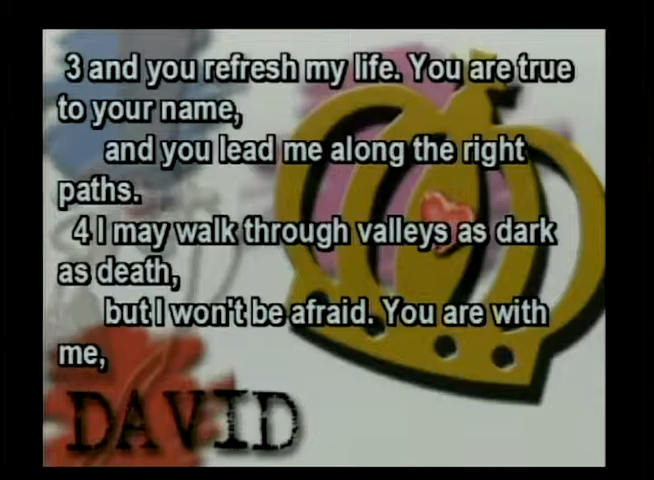 3 and you refresh my life. You are true
to your name,
and you lead me along the right
paths.
4 I may walk through valleys as dark
as death,
but I won't be afraid. You are with
me,
DAVID